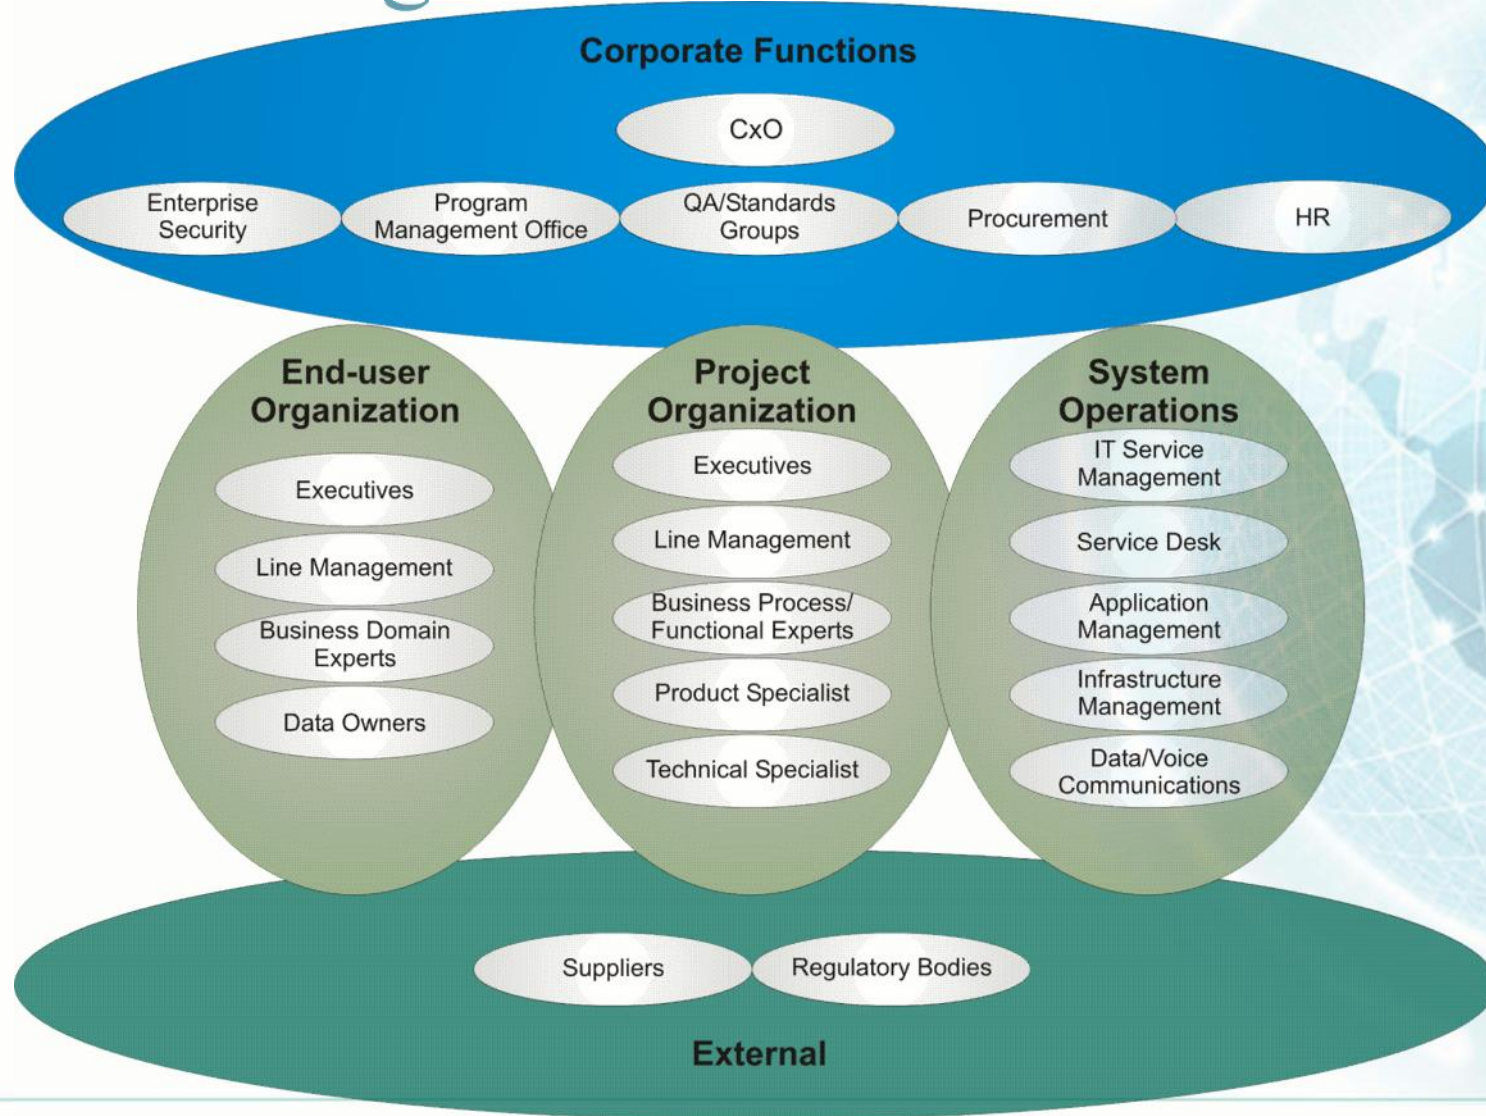 Corporate Functions
CxO
Enterprise
Security
Program
Management Office
QA/Standards
Groups
Procurement
HR
End-user
Organization
Executives
Line Management
Business Domain
Experts
Data Owners
Project
Organization
Executives
Line Management
Business Process/
Functional Experts
Product Specialist
Technical Specialist
System
Operations
IT Service
Management
Service Desk
Application
Management
Infrastructure
Management
Data/Voice
Communications
Suppliers
Regulatory Bodies
External